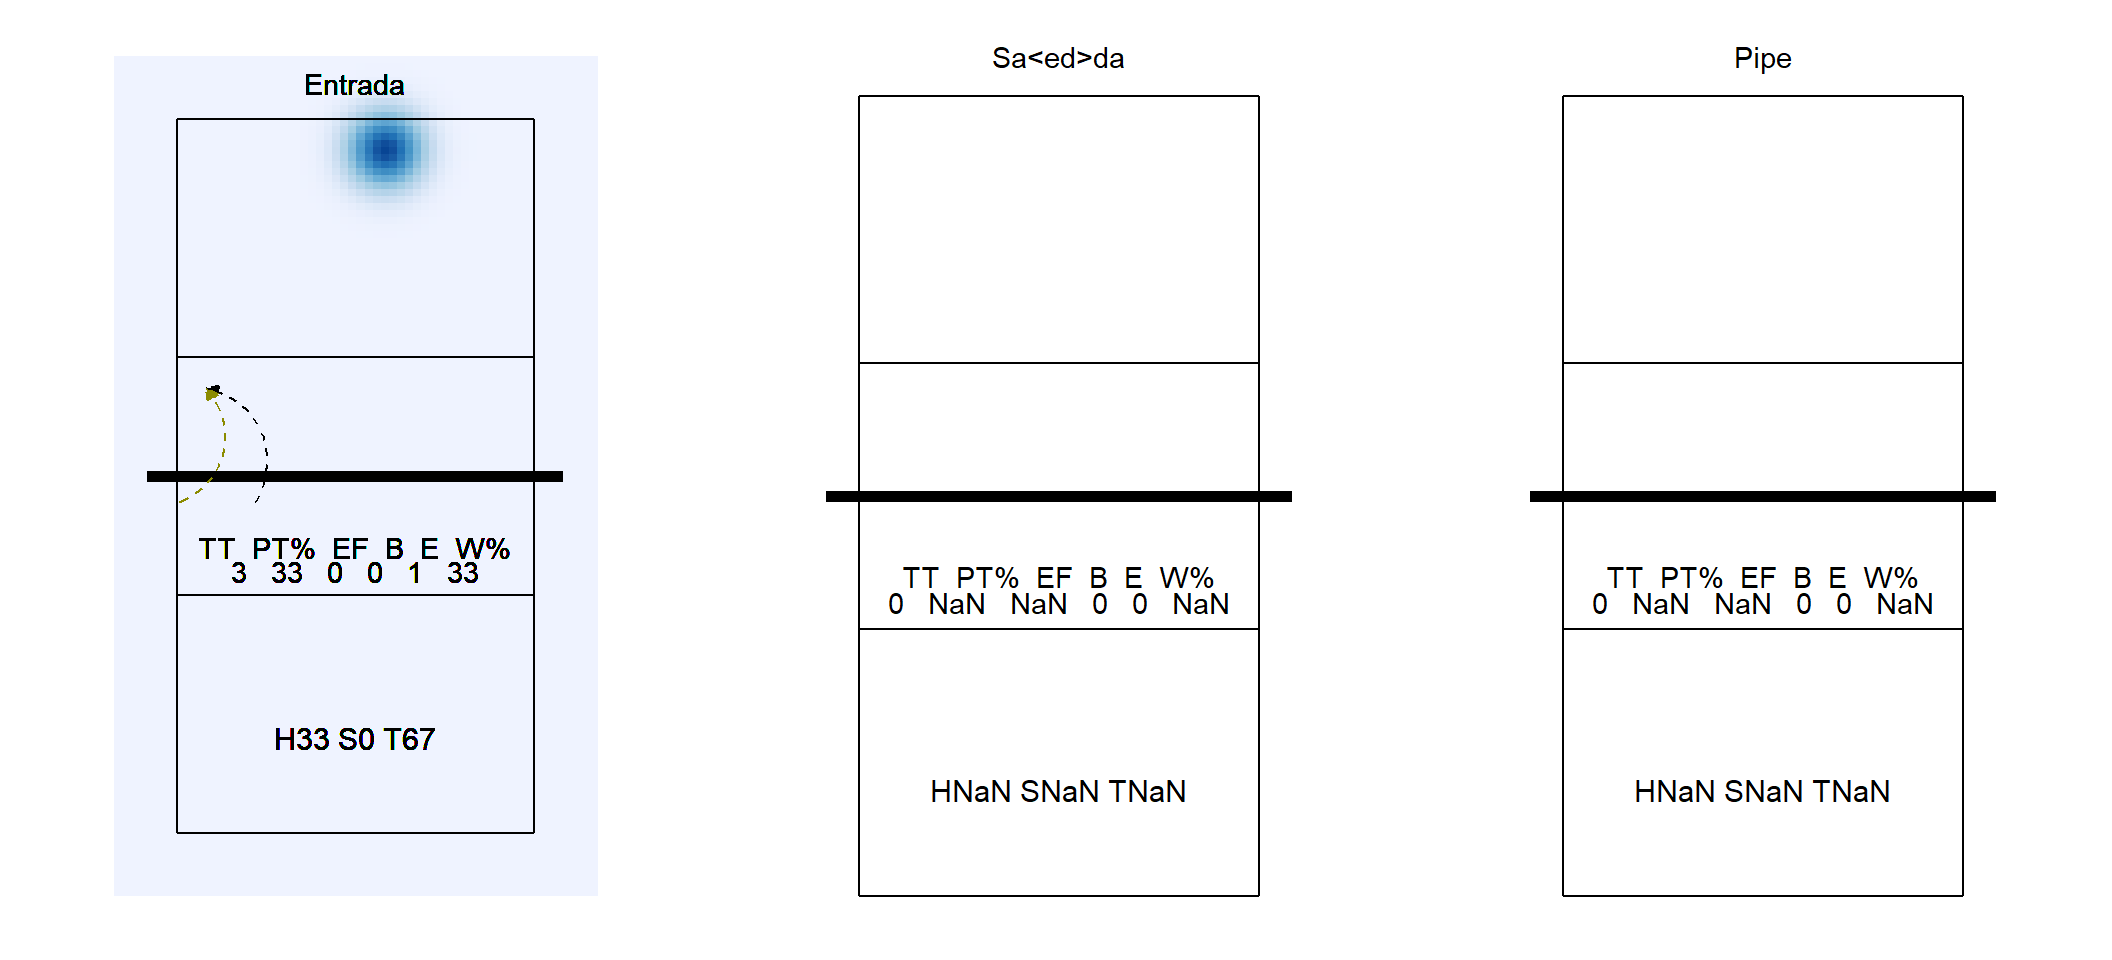 Entrada
TT PT% EF B E W%
3 33 0 0 1 33
H33 S0 T67
Sa<ed>da
TT PT% EF B E W%
0 NaN NaN 0 0 NaN
HNaN SNaN TNaN
Pipe
TT PT% EF B E W%
0 NaN NaN 0 0 NaN
HNaN SNaN TNaN